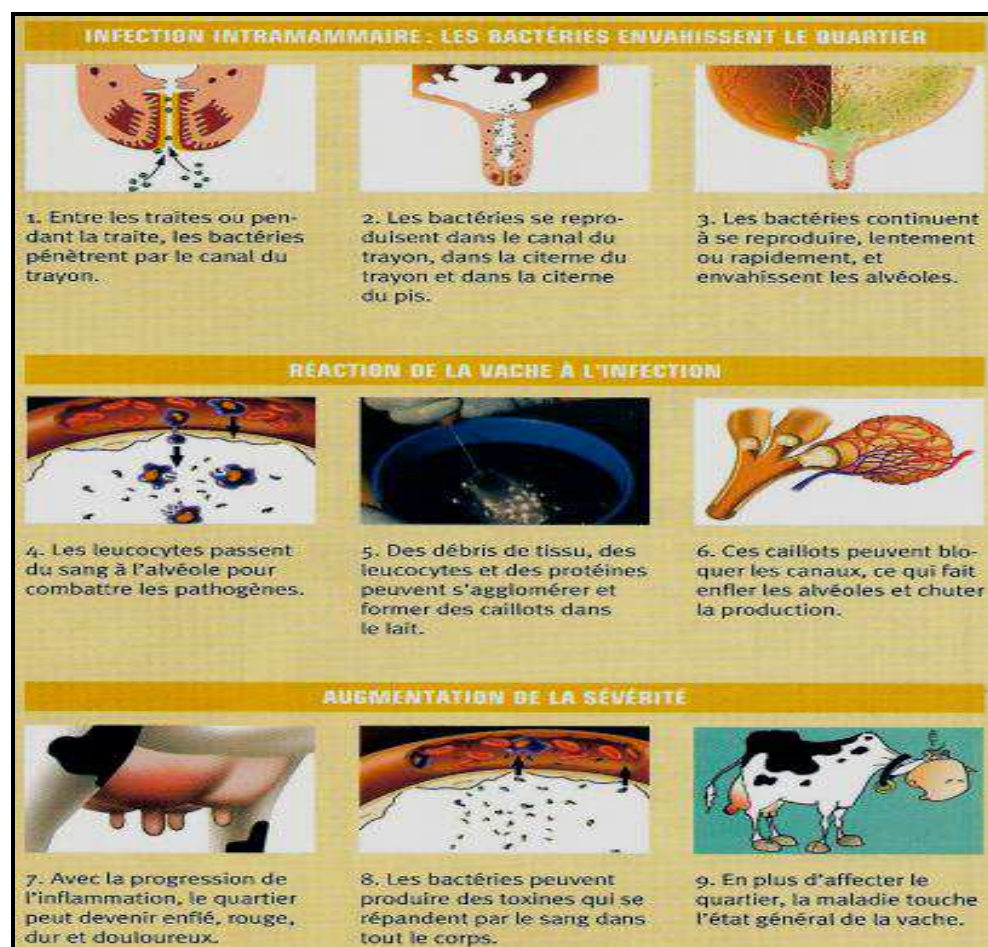 INFECTION INTRAMAMMAIRE : LES BACTÉRIES ENVAHISSENT LE QUARTIER
1. Entre les traites ou pen-
dant la traite, les bactéries
pénètrent par le canal du
trayon.
2. Les bactéries se repro-
duisent dans le canal du
trayon, dans la citerne du
trayon et dans la citerne
du pis.
3. Les bactéries continuent
à se reproduire, lentement
ou rapidement, et
envahissent les alvéoles.
RÉACTION DE LA VACHE À L'INFECTION
4. Les leucocytes passent
du sang à l'alvéole pour
combattre les pathogènes.
5. Des débris de tissu, des
leucocytes et des protéines
peuvent s'agglomérer et
former des caillots dans
le lait.
6. Ces caillots peuvent blo-
quer les canaux, ce qui fait
enfler les alvéoles et chuter
la production.
AUGMENTATION DE LA SÉVÉRITÉ
7. Avec la progression de
l'inflammation, le quartier
peut devenir enflé, rouge,
dur et douloureux.
8. Les bactéries peuvent
produire des toxines qui se
répandent par le sang dans
tout le corps.
9. En plus d'affecter le
quartier, la maladie touche
l'état général de la vache.